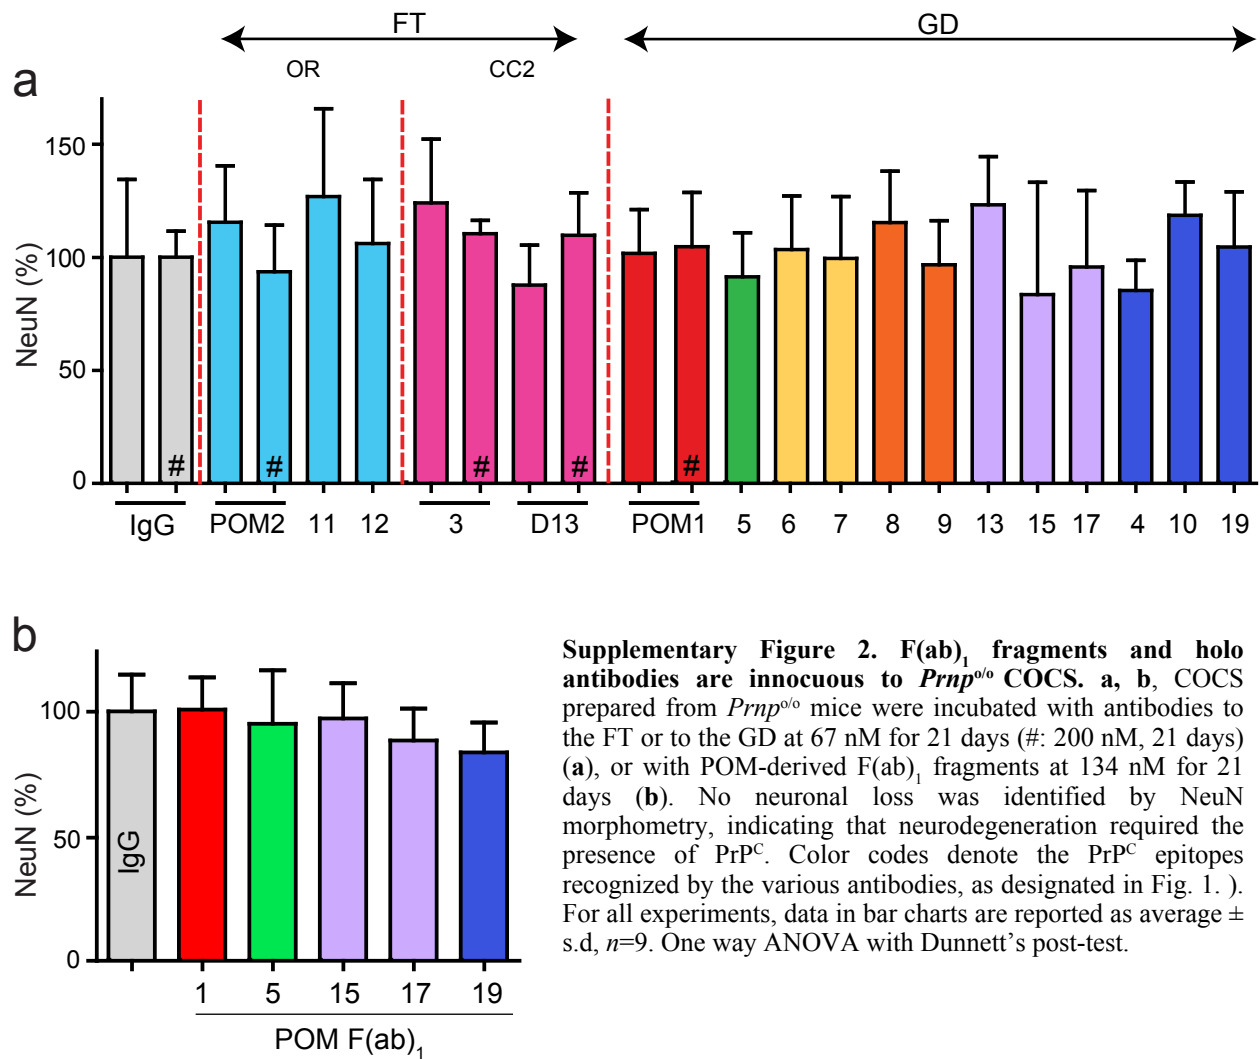 FT
GD
OR
CC2
a
NeuN (%)
150
100
50
0
# # # # #
IgG POM2 11 12 3 D13 POM1 5 6 7 8 9 13 15 17 4 10 19
b
NeuN (%)
100
50
0
IgG
1 5 15 17 19
POM F(ab)1
Supplementary Figure 2. F(ab)1 fragments and holo
antibodies are innocuous to Prnpo/o COCS. a, b, COCS
prepared from Prnpo/o mice were incubated with antibodies to
the FT or to the GD at 67 nM for 21 days (#: 200 nM, 21 days)
(a), or with POM-derived F(ab)1 fragments at 134 nM for 21
days (b). No neuronal loss was identified by NeuN
morphometry, indicating that neurodegeneration required the
presence of PrPC. Color codes denote the PrPC epitopes
recognized by the various antibodies, as designated in Fig. 1. ).
For all experiments, data in bar charts are reported as average ±
s.d, n=9. One way ANOVA with Dunnett’s post-test.